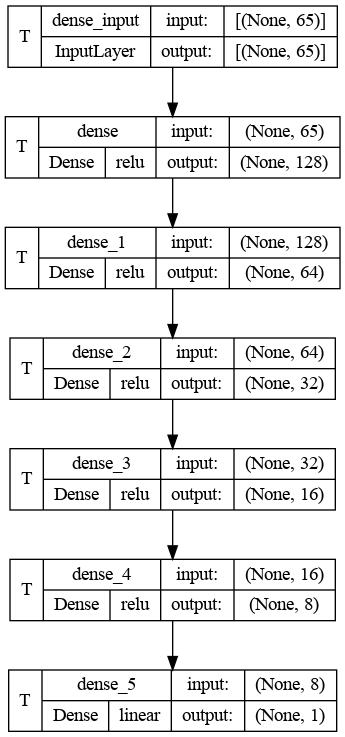 T dense_input input: [(None, 65)]
InputLayer output: [(None, 65)]
T dense input: (None, 65)
Dense relu output: (None, 128)
T dense_1 input: (None, 128)
Dense relu output: (None, 64)
T dense_2 input: (None, 64)
Dense relu output: (None, 32)
T dense_3 input: (None, 32)
Dense relu output: (None, 16)
T dense_4 input: (None, 16)
Dense relu output: (None, 8)
T dense_5 input: (None, 8)
Dense linear output: (None, 1)